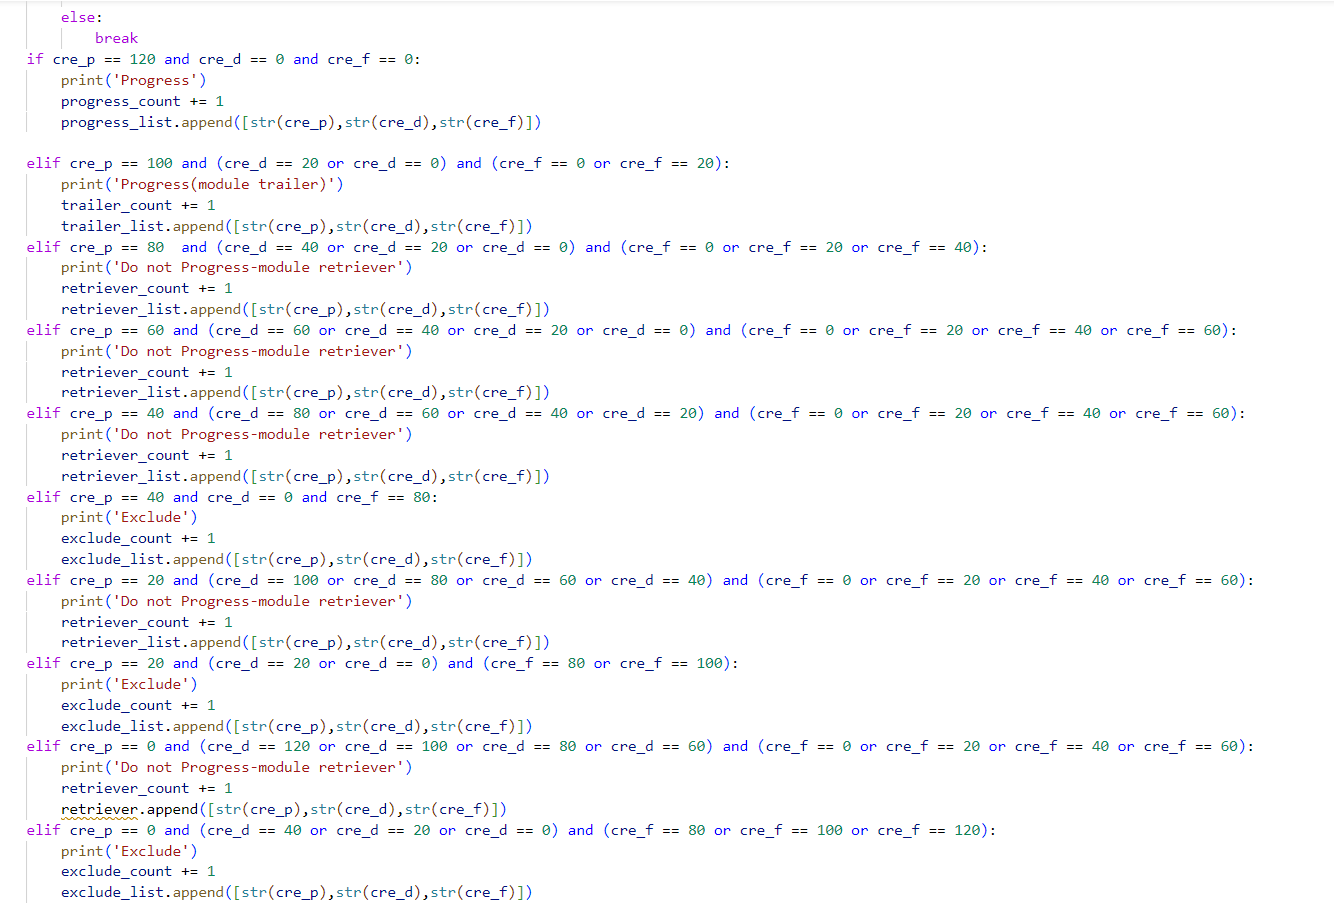 else:
break
if cre_p == 120 and cre_d == 0 and cre_f == 0:
print('Progress')
progress_count += 1
progress_list.append([str(cre_p),str(cre_d),str(cre_f)])
elif cre_p == 100 and (cre_d == 20 or cre_d == 0) and (cre_f == 0 or cre_f == 20):
print('Progress(module trailer)')
trailer_count += 1
trailer_list.append([str(cre_p),str(cre_d),str(cre_f)])
elif cre_p == 80  and (cre_d == 40 or cre_d == 20 or cre_d == 0) and (cre_f == 0 or cre_f == 20 or cre_f == 40):
print('Do not Progress-module retriever')
retriever_count += 1
retriever_list.append([str(cre_p),str(cre_d),str(cre_f)])
elif cre_p == 60 and (cre_d == 60 or cre_d == 40 or cre_d == 20 or cre_d == 0) and (cre_f == 0 or cre_f == 20 or cre_f == 40 or cre_f == 60):
print('Do not Progress-module retriever')
retriever_count += 1
retriever_list.append([str(cre_p),str(cre_d),str(cre_f)])
elif cre_p == 40 and (cre_d == 80 or cre_d == 60 or cre_d == 40 or cre_d == 20) and (cre_f == 0 or cre_f == 20 or cre_f == 40 or cre_f == 60):
print('Do not Progress-module retriever')
retriever_count += 1
retriever_list.append([str(cre_p),str(cre_d),str(cre_f)])
elif cre_p == 40 and cre_d == 0 and cre_f == 80:
print('Exclude')
exclude_count += 1
exclude_list.append([str(cre_p),str(cre_d),str(cre_f)])
elif cre_p == 20 and (cre_d == 100 or cre_d == 80 or cre_d == 60 or cre_d == 40) and (cre_f == 0 or cre_f == 20 or cre_f == 40 or cre_f == 60):
print('Do not Progress-module retriever')
retriever_count += 1
retriever_list.append([str(cre_p),str(cre_d),str(cre_f)])
elif cre_p == 20 and (cre_d == 20 or cre_d == 0) and (cre_f == 80 or cre_f == 100):
print('Exclude')
exclude_count += 1
exclude_list.append([str(cre_p),str(cre_d),str(cre_f)])
elif cre_p == 0 and (cre_d == 120 or cre_d == 100 or cre_d == 80 or cre_d == 60) and (cre_f == 0 or cre_f == 20 or cre_f == 40 or cre_f == 60):
print('Do not Progress-module retriever')
retriever_count += 1
retriever.append([str(cre_p),str(cre_d),str(cre_f)])
elif cre_p == 0 and (cre_d == 40 or cre_d == 20 or cre_d == 0) and (cre_f == 80 or cre_f == 100 or cre_f == 120):
print('Exclude')
exclude_count += 1
exclude_list.append([str(cre_p),str(cre_d),str(cre_f)])